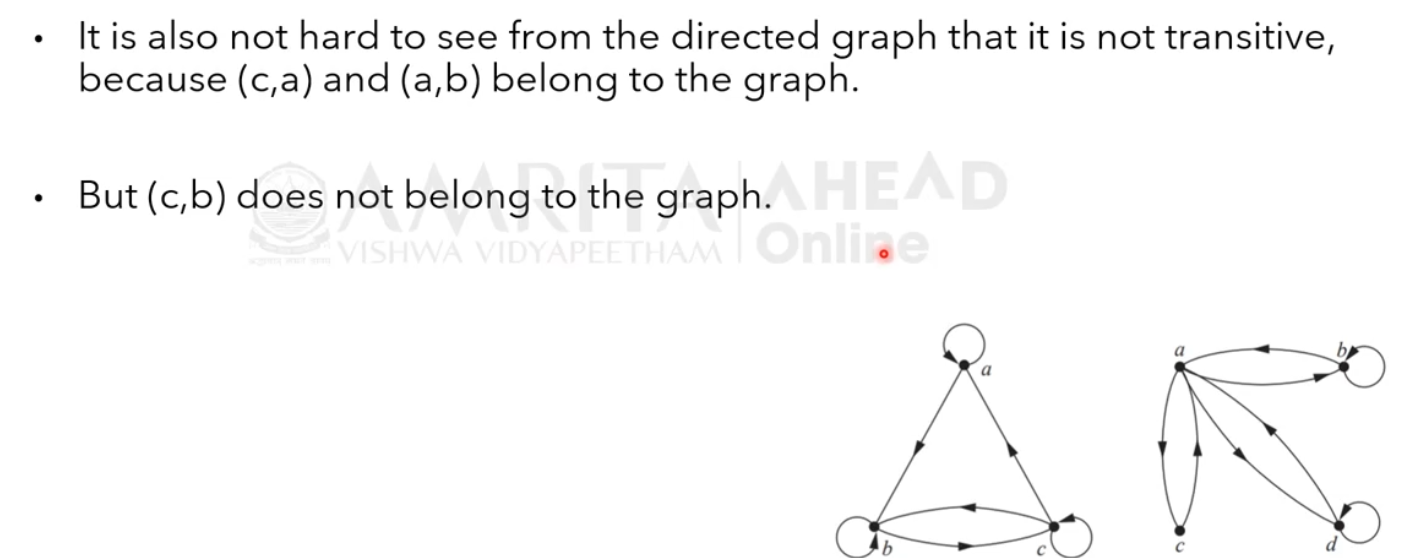 • It is also not hard to see from the directed graph that it is not transitive,
because (c,a) and (a,b) belong to the graph.
• But (c,b) does not belong to the graph.
AMRITA AHEAD
VISHWA VIDYAPEETHAM Online
a
b
c
a
b
c
d